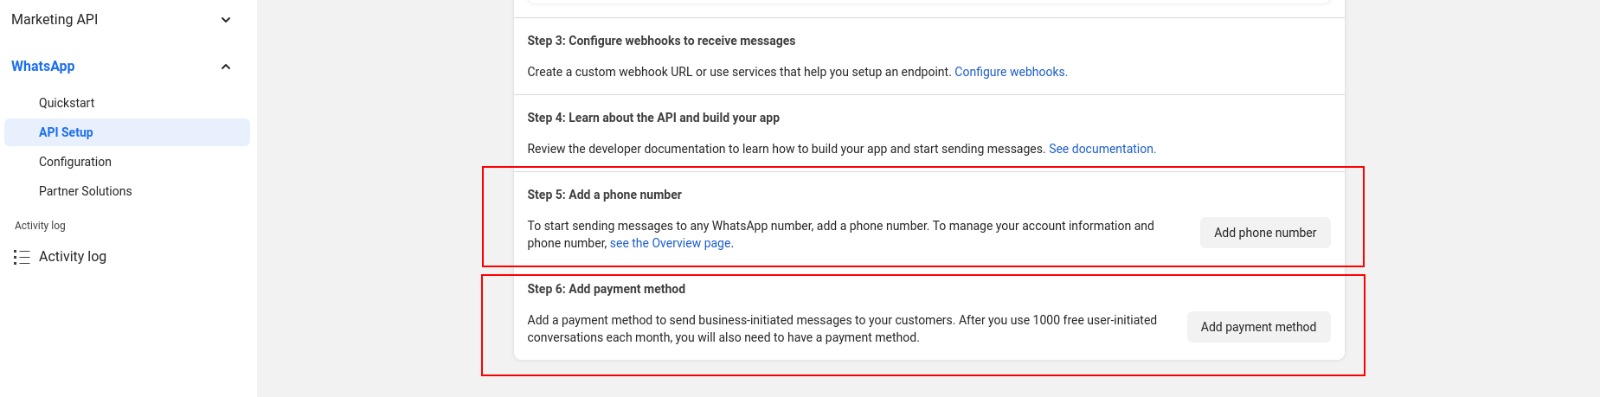 Marketing API
WhatsApp
Quickstart
API Setup
Configuration
Partner Solutions
Activity log
Activity log
Step 3: Configure webhooks to receive messages
Create a custom webhook URL or use services that help you setup an endpoint. Configure webhooks.
Step 4: Learn about the API and build your app
Review the developer documentation to learn how to build your app and start sending messages. See documentation.
Step 5: Add a phone number
To start sending messages to any WhatsApp number, add a phone number. To manage your account information and
phone number, see the Overview page.
Add phone number
Step 6: Add payment method
Add a payment method to send business-initiated messages to your customers. After you use 1000 free user-initiated
conversations each month, you will also need to have a payment method.
Add payment method